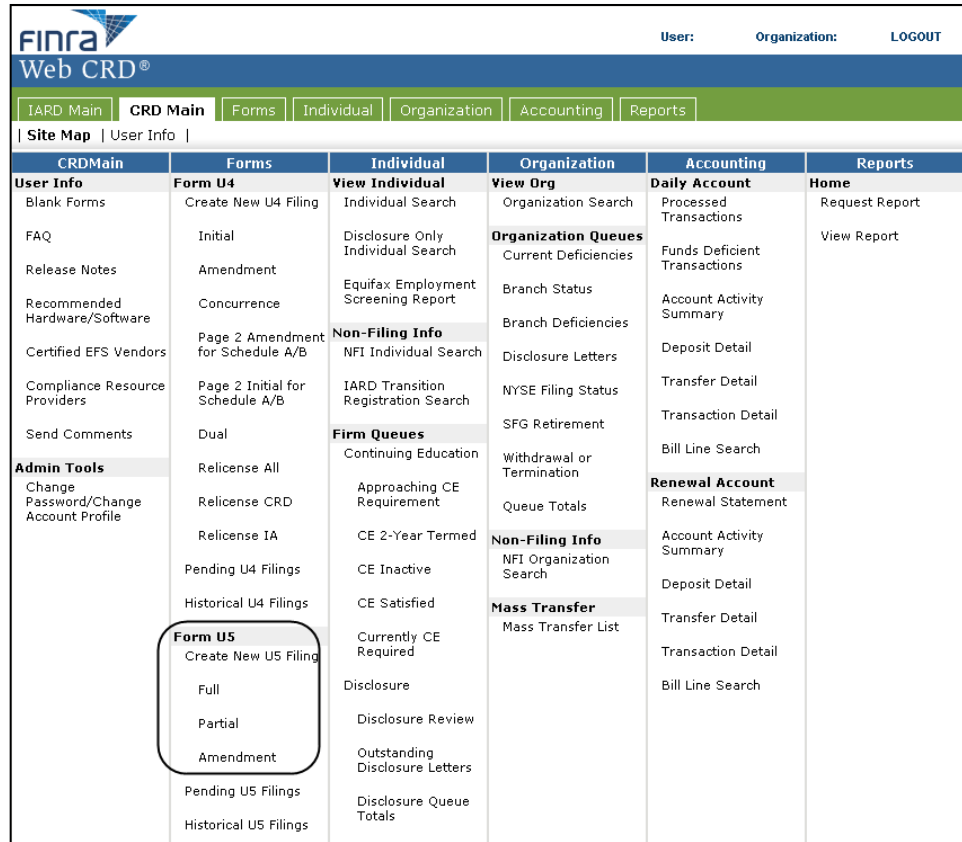 Finra
User: Organization: LOGOUT
Web CRD®
IARD Main CRD Main Forms Individual Organization Accounting Reports
| Site Map | User Info |
CRDMain
User Info
Blank Forms
FAQ
Release Notes
Recommended
Hardware/Software
Certified EFS Vendors
Compliance Resource
Providers
Send Comments
Admin Tools
Change
Password/Change
Account Profile
Forms
Form U4
Create New U4 Filing
Initial
Amendment
Concurrence
Page 2 Amendment
for Schedule A/B
Page 2 Initial for
Schedule A/B
Dual
Relicense All
Relicense CRD
Relicense IA
Pending U4 Filings
Historical U4 Filings
Form U5
Create New U5 Filing
Full
Partial
Amendment
Pending U5 Filings
Historical U5 Filings
Individual
View Individual
Individual Search
Disclosure Only
Individual Search
Equifax Employment
Screening Report
Non-Filing Info
NFI Individual Search
IARD Transition
Registration Search
Firm Queues
Continuing Education
Approaching CE
Requirement
CE 2-Year Termed
CE Inactive
CE Satisfied
Currently CE
Required
Disclosure
Disclosure Review
Outstanding
Disclosure Letters
Disclosure Queue
Totals
Organization
View Org
Organization Search
Organization Queues
Current Deficiencies
Branch Status
Branch Deficiencies
Disclosure Letters
NYSE Filing Status
SFG Retirement
Withdrawal or
Termination
Queue Totals
Non-Filing Info
NFI Organization
Search
Mass Transfer
Mass Transfer List
Accounting
Daily Account
Processed
Transactions
Funds Deficient
Transactions
Account Activity
Summary
Deposit Detail
Transfer Detail
Transaction Detail
Bill Line Search
Renewal Account
Renewal Statement
Account Activity
Summary
Deposit Detail
Transfer Detail
Transaction Detail
Bill Line Search
Reports
Home
Request Report
View Report